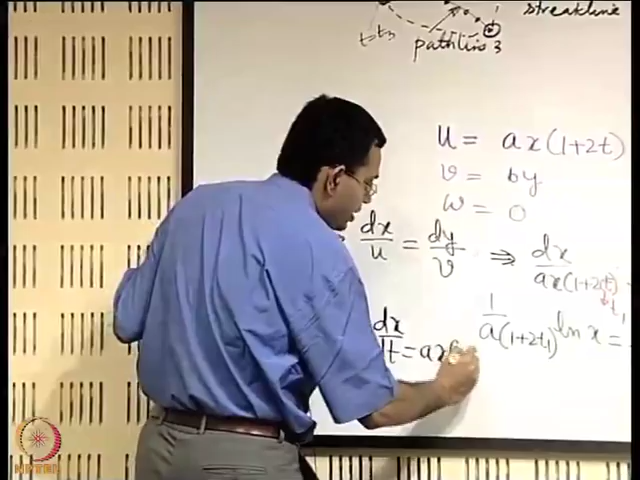 streakline
pathline 3
u = ax(1+2t)
v = by
w = 0
dx/u = dy/v ⇒ dx/ax(1+2t)
t₁
1/a(1+2t₁) ln x =
dx/dt = ax
NPTEL